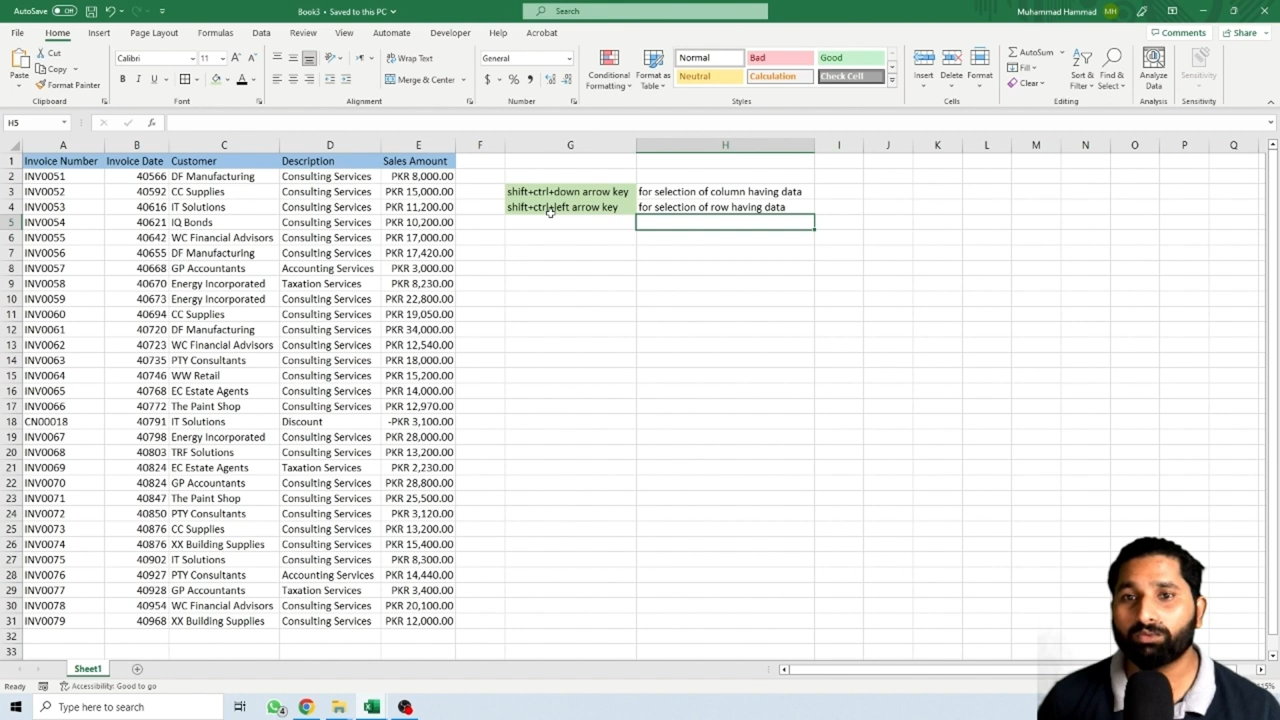 AutoSave Off Book3 • Saved to this PC Search Muhammad Hammad MH
File Home Insert Page Layout Formulas Data Review View Automate Developer Help Acrobat Comments Share
Paste Cut Copy Format Painter Clipboard
Calibri 11 A A B I U A Font
Wrap Text Merge & Center Alignment
General $ % Number
Conditional Formatting Format as Table Normal Bad Good Neutral Calculation Check Cell Styles
Insert Delete Format Cells
AutoSum Fill Clear Sort & Filter Find & Select Editing
Analyze Data Analysis
Sensitivity Sensitivity
H5 fx
A B C D E F G H I J K L M N O P Q
1 Invoice Number Invoice Date Customer Description Sales Amount
2 INV0051 40566 DF Manufacturing Consulting Services PKR 8,000.00
3 INV0052 40592 CC Supplies Consulting Services PKR 15,000.00 shift+ctrl+down arrow key for selection of column having data
4 INV0053 40616 IT Solutions Consulting Services PKR 11,200.00 shift+ctrl+left arrow key for selection of row having data
5 INV0054 40621 IQ Bonds Consulting Services PKR 10,200.00
6 INV0055 40642 WC Financial Advisors Consulting Services PKR 17,000.00
7 INV0056 40655 DF Manufacturing Consulting Services PKR 17,420.00
8 INV0057 40668 GP Accountants Accounting Services PKR 3,000.00
9 INV0058 40670 Energy Incorporated Taxation Services PKR 8,230.00
10 INV0059 40673 Energy Incorporated Consulting Services PKR 22,800.00
11 INV0060 40694 CC Supplies Consulting Services PKR 19,050.00
12 INV0061 40720 DF Manufacturing Consulting Services PKR 34,000.00
13 INV0062 40723 WC Financial Advisors Consulting Services PKR 12,540.00
14 INV0063 40735 PTY Consultants Consulting Services PKR 18,000.00
15 INV0064 40746 WW Retail Consulting Services PKR 15,200.00
16 INV0065 40768 EC Estate Agents Consulting Services PKR 14,000.00
17 INV0066 40772 The Paint Shop Consulting Services PKR 12,970.00
18 CN00018 40791 IT Solutions Discount -PKR 3,100.00
19 INV0067 40798 Energy Incorporated Consulting Services PKR 28,000.00
20 INV0068 40803 TRF Solutions Consulting Services PKR 13,200.00
21 INV0069 40824 EC Estate Agents Taxation Services PKR 2,230.00
22 INV0070 40824 GP Accountants Consulting Services PKR 28,800.00
23 INV0071 40847 The Paint Shop Consulting Services PKR 25,500.00
24 INV0072 40850 PTY Consultants Consulting Services PKR 3,120.00
25 INV0073 40876 CC Supplies Consulting Services PKR 13,200.00
26 INV0074 40876 XX Building Supplies Consulting Services PKR 15,400.00
27 INV0075 40902 IT Solutions Consulting Services PKR 8,300.00
28 INV0076 40927 PTY Consultants Accounting Services PKR 14,440.00
29 INV0077 40928 GP Accountants Taxation Services PKR 3,400.00
30 INV0078 40954 WC Financial Advisors Consulting Services PKR 20,100.00
31 INV0079 40968 XX Building Supplies Consulting Services PKR 12,000.00
32
33
Sheet1
Ready Accessibility: Good to go
Type here to search 4